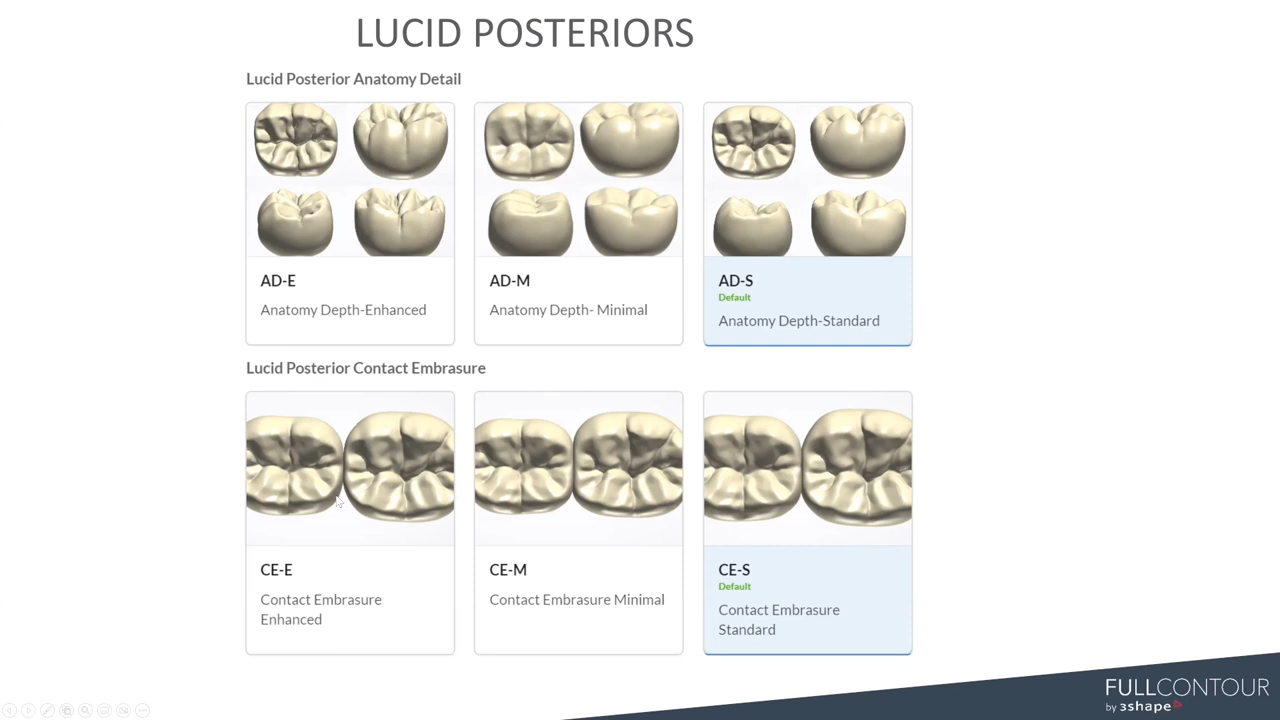 LUCID POSTERIORS
Lucid Posterior Anatomy Detail
AD-E
Anatomy Depth-Enhanced
AD-M
Anatomy Depth- Minimal
AD-S
Default
Anatomy Depth-Standard
Lucid Posterior Contact Embrasure
CE-E
Contact Embrasure
Enhanced
CE-M
Contact Embrasure Minimal
CE-S
Default
Contact Embrasure
Standard
FULLCONTOUR
by 3shape